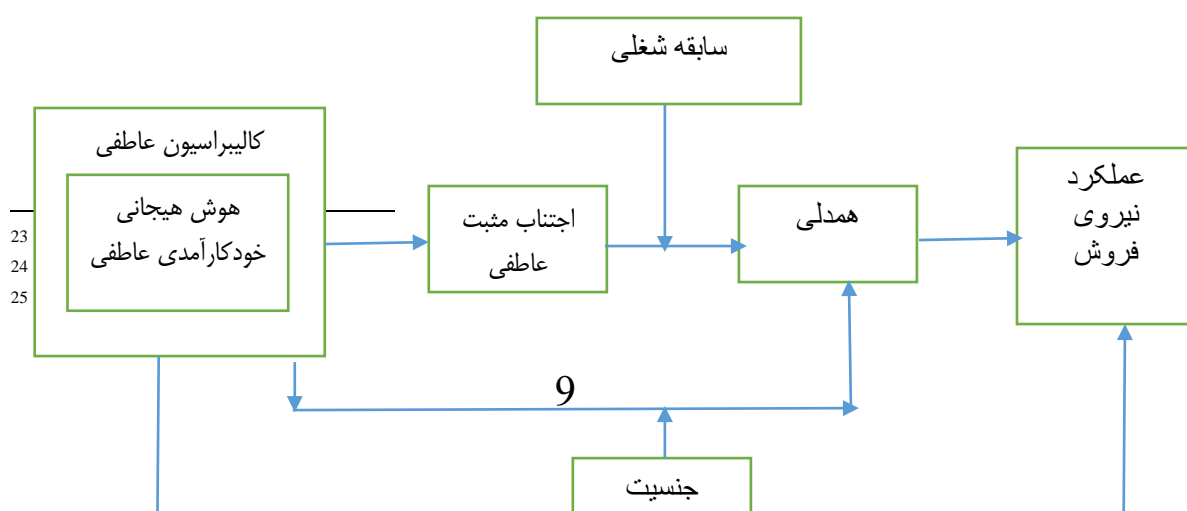 سابقه شغلی
کالیبراسیون عاطفی
هوش هیجانی
خودکارآمدی عاطفی
اجتناب مثبت
عاطفی
همدلی
عملکرد
نیروی
فروش
23
24
25
9
جنسیت